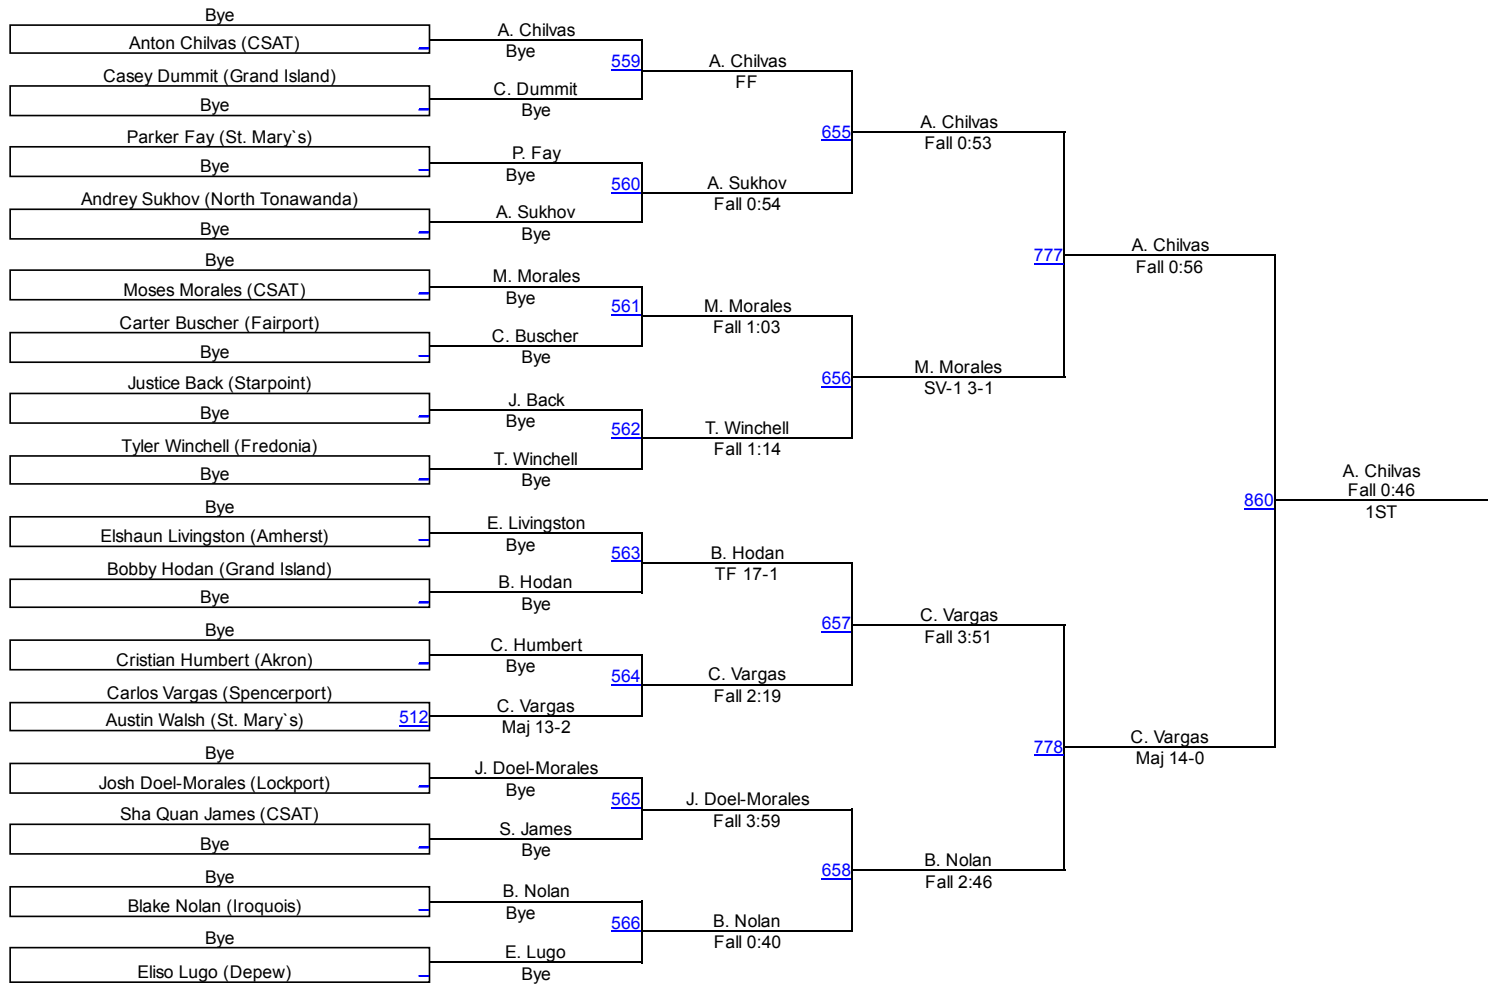 Bye
Anton Chilvas (CSAT)
Casey Dummit (Grand Island)
Bye
Parker Fay (St. Mary`s)
Bye
Andrey Sukhov (North Tonawanda)
Bye
Bye
Moses Morales (CSAT)
Carter Buscher (Fairport)
Bye
Justice Back (Starpoint)
Bye
Tyler Winchell (Fredonia)
Bye
Bye
Elshaun Livingston (Amherst)
Bobby Hodan (Grand Island)
Bye
Bye
Cristian Humbert (Akron)
Carlos Vargas (Spencerport)
Austin Walsh (St. Mary`s)
512
Bye
Josh Doel-Morales (Lockport)
Sha Quan James (CSAT)
Bye
Bye
Blake Nolan (Iroquois)
Bye
Eliso Lugo (Depew)
A. Chilvas
Bye
559
C. Dummit
Bye
P. Fay
Bye
560
A. Sukhov
Bye
M. Morales
Bye
561
C. Buscher
Bye
J. Back
Bye
562
T. Winchell
Bye
E. Livingston
Bye
563
B. Hodan
Bye
C. Humbert
Bye
564
C. Vargas
Maj 13-2
J. Doel-Morales
Bye
565
S. James
Bye
B. Nolan
Bye
566
E. Lugo
Bye
A. Chilvas
FF
655
A. Sukhov
Fall 0:54
M. Morales
Fall 1:03
656
T. Winchell
Fall 1:14
B. Hodan
TF 17-1
657
C. Vargas
Fall 2:19
J. Doel-Morales
Fall 3:59
658
B. Nolan
Fall 0:40
A. Chilvas
Fall 0:53
777
M. Morales
SV-1 3-1
C. Vargas
Fall 3:51
778
B. Nolan
Fall 2:46
A. Chilvas
Fall 0:56
860
C. Vargas
Maj 14-0
A. Chilvas
Fall 0:46
1ST